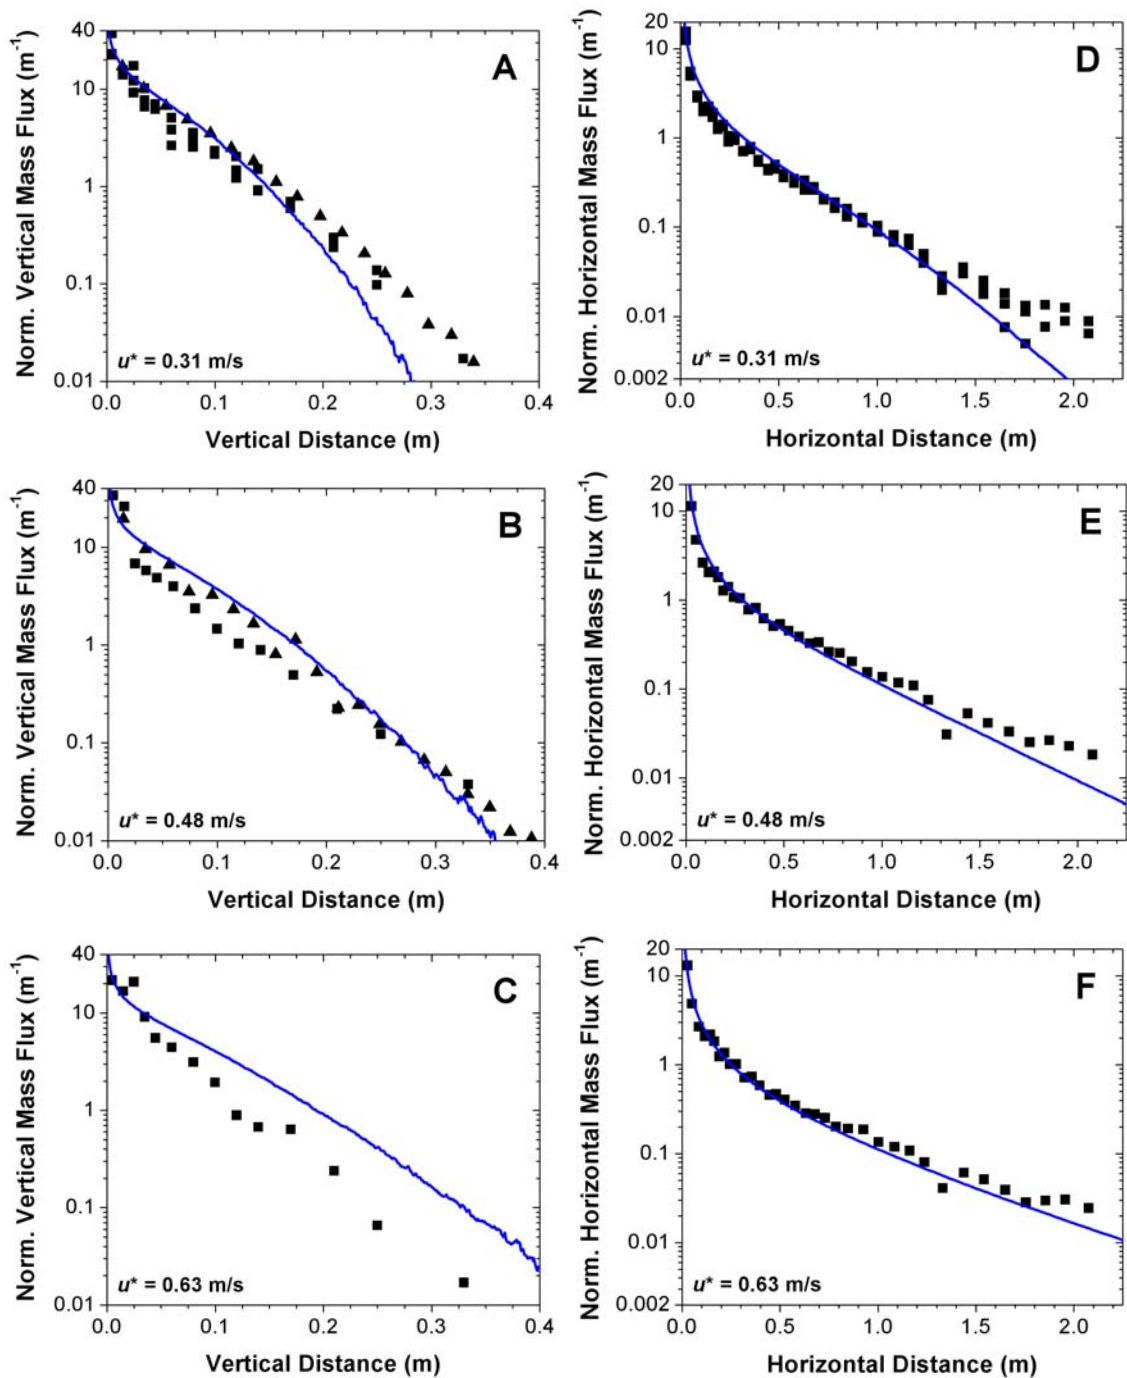 Norm. Vertical Mass Flux (m⁻¹)
40
10
1
0.1
0.01
A
u* = 0.31 m/s
0.0 0.1 0.2 0.3 0.4
Vertical Distance (m)
Norm. Horizontal Mass Flux (m⁻¹)
20
10
1
0.1
0.01
0.002
D
u* = 0.31 m/s
0.0 0.5 1.0 1.5 2.0
Horizontal Distance (m)
Norm. Vertical Mass Flux (m⁻¹)
40
10
1
0.1
0.01
B
u* = 0.48 m/s
0.0 0.1 0.2 0.3 0.4
Vertical Distance (m)
Norm. Horizontal Mass Flux (m⁻¹)
20
10
1
0.1
0.01
0.002
E
u* = 0.48 m/s
0.0 0.5 1.0 1.5 2.0
Horizontal Distance (m)
Norm. Vertical Mass Flux (m⁻¹)
40
10
1
0.1
0.01
C
u* = 0.63 m/s
0.0 0.1 0.2 0.3 0.4
Vertical Distance (m)
Norm. Horizontal Mass Flux (m⁻¹)
20
10
1
0.1
0.01
0.002
F
u* = 0.63 m/s
0.0 0.5 1.0 1.5 2.0
Horizontal Distance (m)